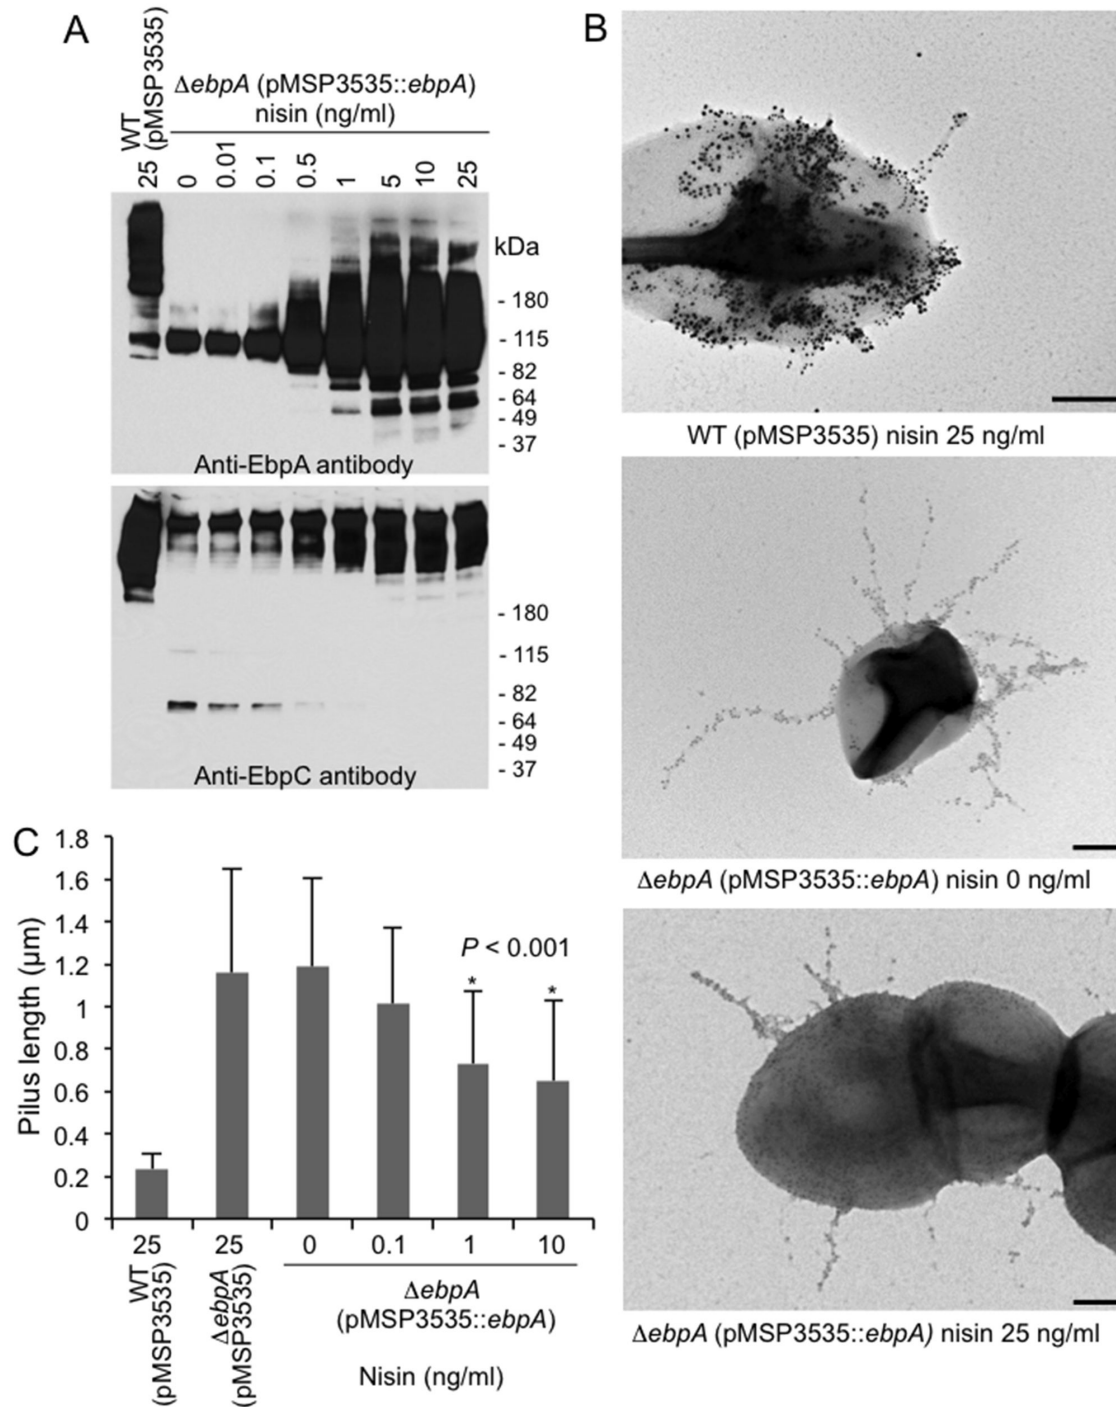 A
WT
(pMSP3535)
ΔebpA (pMSP3535::ebpA)
nisin (ng/ml)
25 0 0.01 0.1 0.5 1 5 10 25
kDa
- 180
- 115
- 82
- 64
- 49
- 37
Anti-EbpA antibody
- 180
- 115
- 82
- 64
- 49
- 37
Anti-EbpC antibody
B
WT (pMSP3535) nisin 25 ng/ml
ΔebpA (pMSP3535::ebpA) nisin 0 ng/ml
ΔebpA (pMSP3535::ebpA) nisin 25 ng/ml
C
Pilus length (µm)
1.8
1.6
1.4
1.2
1
0.8
0.6
0.4
0.2
0
P < 0.001
* *
25 25 0 0.1 1 10
WT
(pMSP3535)
ΔebpA
(pMSP3535)
ΔebpA
(pMSP3535::ebpA)
Nisin (ng/ml)